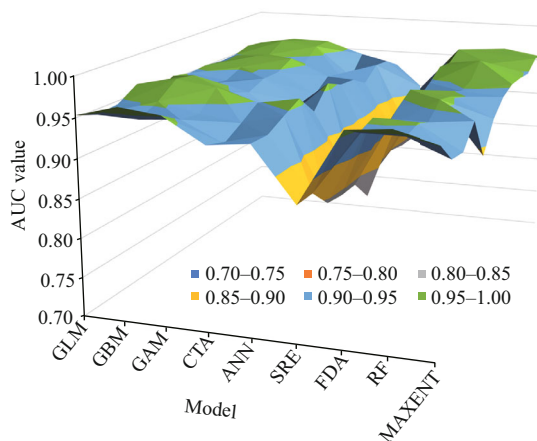 1.00
0.95
0.90
0.85
0.80
0.75
0.70
AUC value
0.70–0.75 0.75–0.80 0.80–0.85
0.85–0.90 0.90–0.95 0.95–1.00
GLM
GBM
GAM
CTA
ANN
SRE
FDA
RF
MAXENT
Model